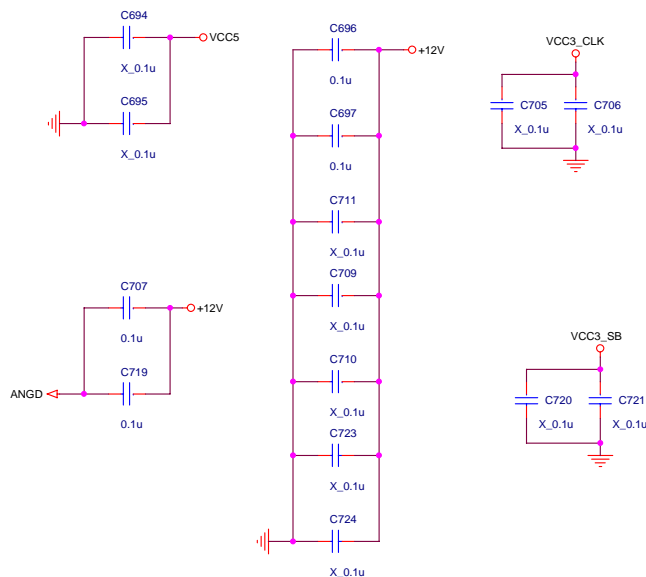 C694
VCC5
X_0.1u
C695
X_0.1u
C696
+12V
0.1u
C697
0.1u
C711
X_0.1u
C709
X_0.1u
C710
X_0.1u
C723
X_0.1u
C724
X_0.1u
VCC3_CLK
C705 C706
X_0.1u X_0.1u
C707
+12V
0.1u
C719
ANGD
0.1u
VCC3_SB
C720 C721
X_0.1u X_0.1u